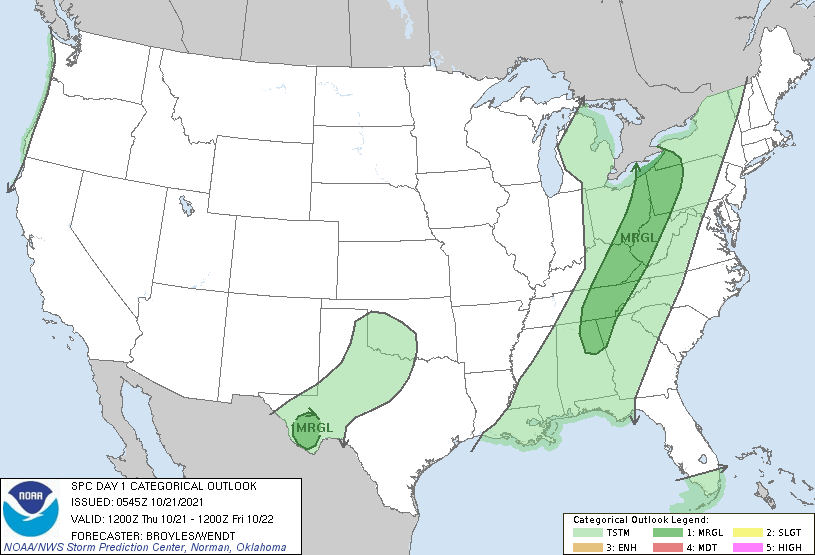 MRGL
MRGL
NOAA
SPC DAY 1 CATEGORICAL OUTLOOK
ISSUED: 0545Z 10/21/2021
VALID: 1200Z Thu 10/21 - 1200Z Fri 10/22
FORECASTER: BROYLES/WENDT
NOAA/NWS Storm Prediction Center, Norman, Oklahoma
Categorical Outlook Legend:
TSTM 1: MRGL 2: SLGT
3: ENH 4: MDT 5: HIGH